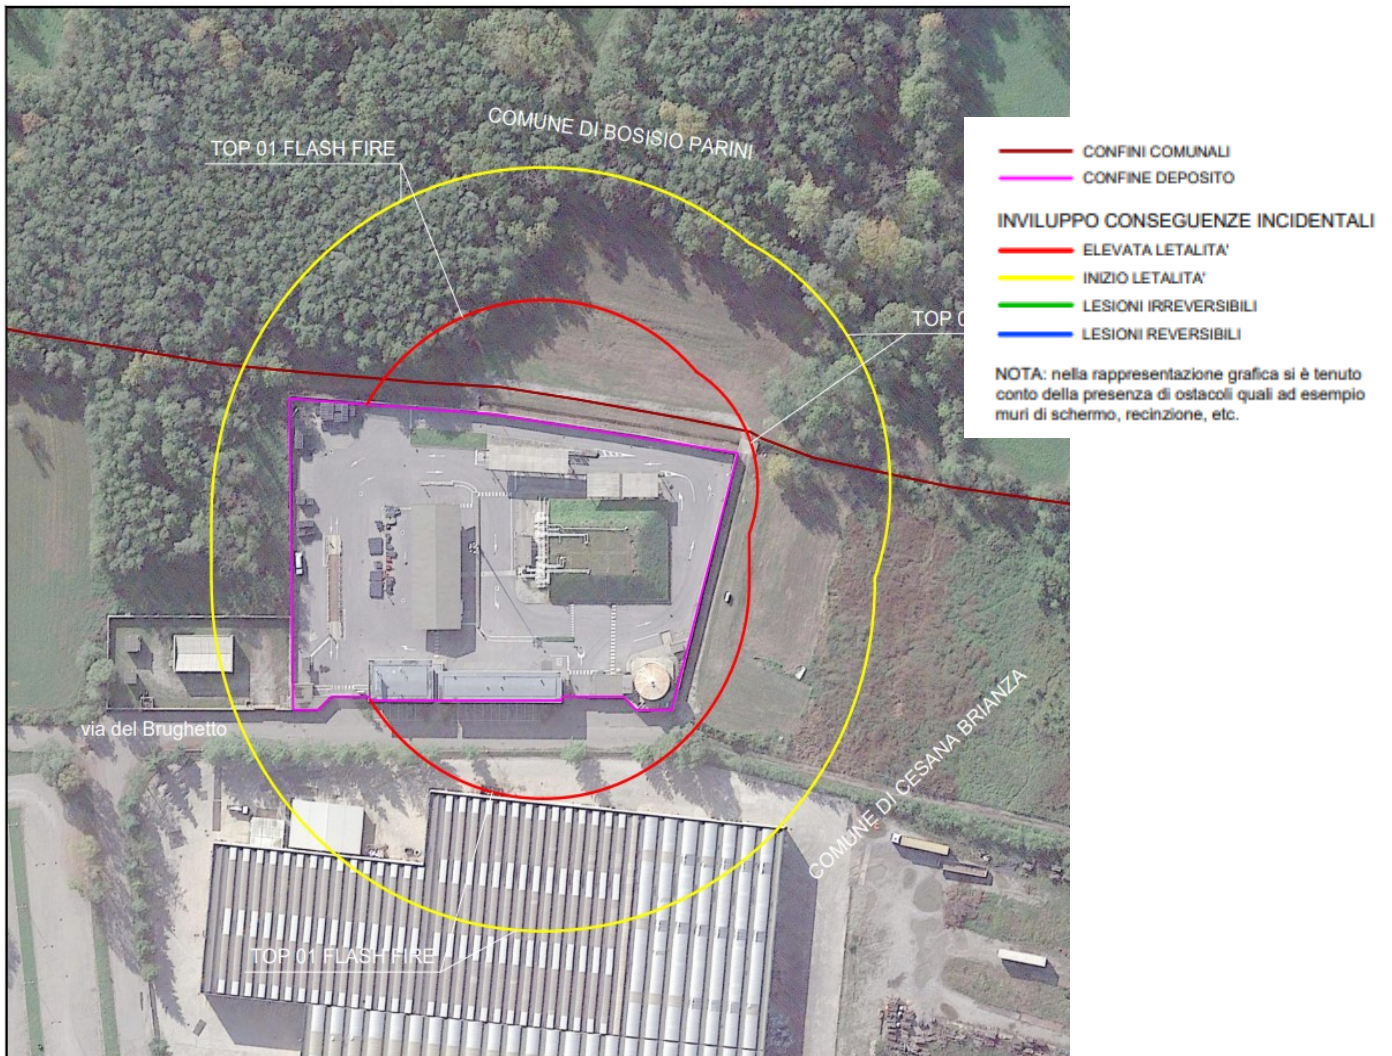 COMUNE DI BOSISIO PARINI
TOP 01 FLASH FIRE
TOP
via del Brughetto
COMUNE DI CESANA BRIANZA
TOP 01 FLASH FIRE
CONFINI COMUNALI
CONFINE DEPOSITO
INVILUPPO CONSEGUENZE INCIDENTALI
ELEVATA LETALITA'
INIZIO LETALITA'
LESIONI IRREVERSIBILI
LESIONI REVERSIBILI
NOTA: nella rappresentazione grafica si è tenuto
conto della presenza di ostacoli quali ad esempio
muri di schermo, recinzione, etc.